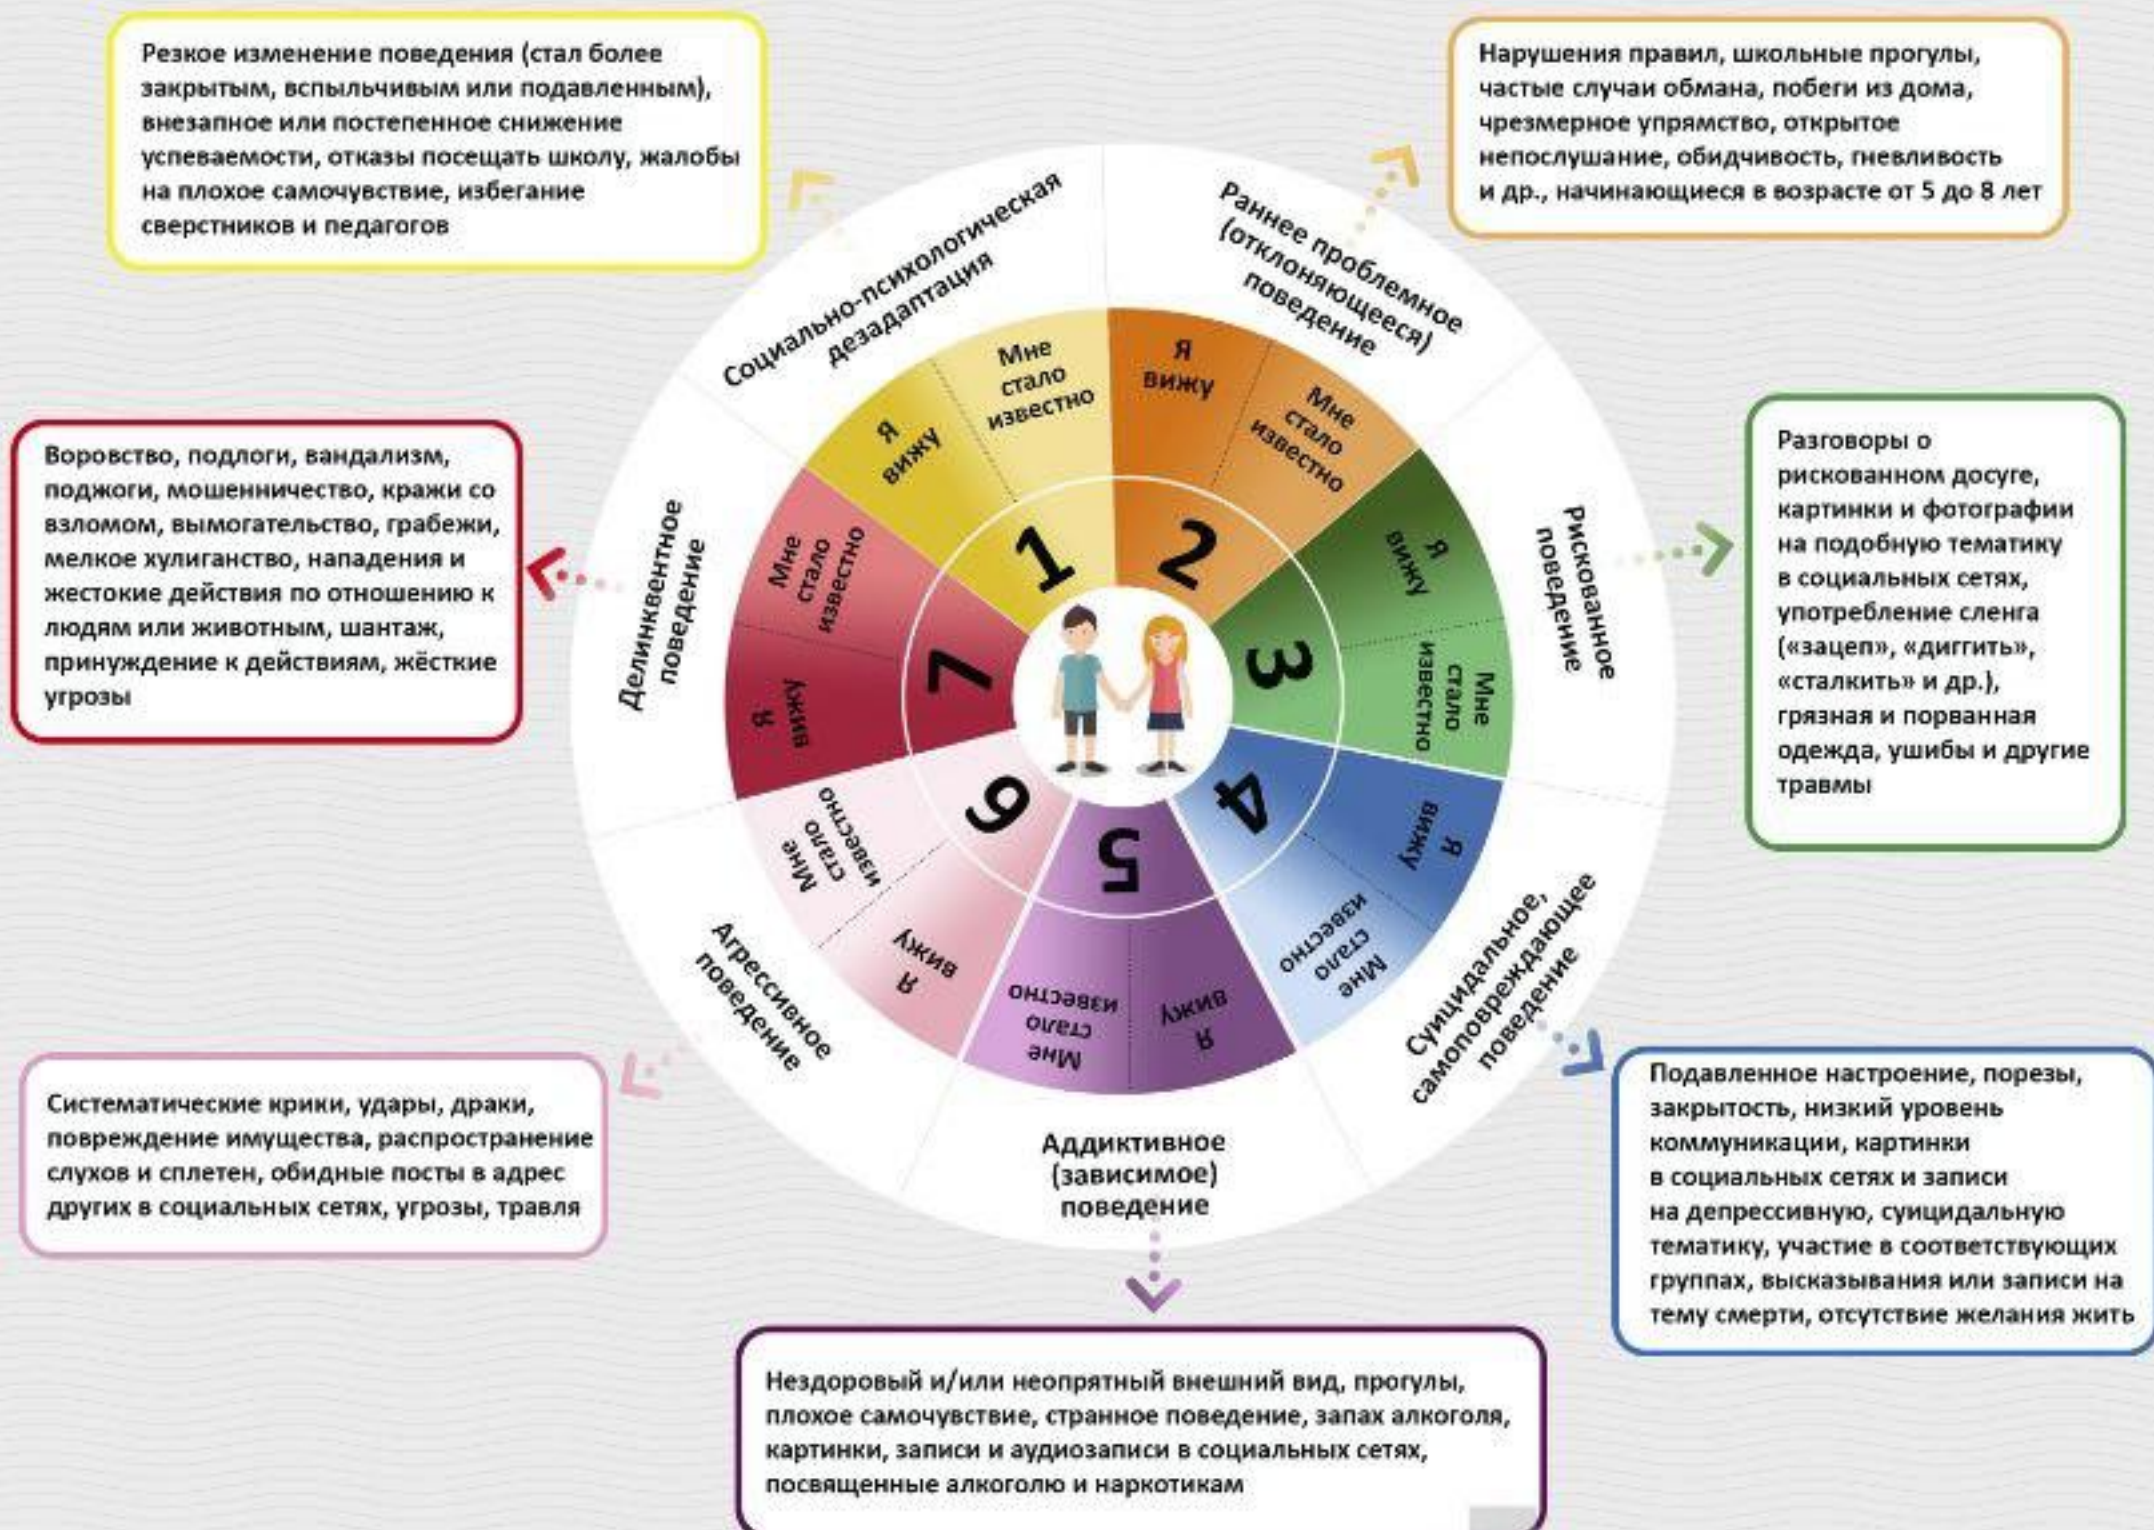 Резкое изменение поведения (стал более
закрытым, вспыльчивым или подавленным),
внезапное или постепенное снижение
успеваемости, отказы посещать школу, жалобы
на плохое самочувствие, избегание
сверстников и педагогов
Нарушения правил, школьные прогулы,
частые случаи обмана, побеги из дома,
чрезмерное упрямство, открытое
непослушание, обидчивость, гневливость
и др., начинающиеся в возрасте от 5 до 8 лет
Воровство, подлоги, вандализм,
поджоги, мошенничество, кражи со
взломом, вымогательство, грабежи,
мелкое хулиганство, нападения и
жестокие действия по отношению к
людям или животным, шантаж,
принуждение к действиям, жёсткие
угрозы
Разговоры о
рискованном досуге,
картинки и фотографии
на подобную тематику
в социальных сетях,
употребление сленга
(«зацеп», «диггить»,
«сталкить» и др.),
грязная и порванная
одежда, ушибы и другие
травмы
Социально-психологическая
дезадаптация
Я
вижу
Мне
стало
известно
1
Раннее проблемное
(отклоняющееся)
поведение
Я
вижу
Мне
стало
известно
2
Рискованное
поведение
Я
вижу
Мне
стало
известно
3
Суицидальное,
самоповреждающее
поведение
Я
вижу
Мне
стало
известно
4
Аддиктивное
(зависимое)
поведение
Я
вижу
Мне
стало
известно
5
Агрессивное
поведение
Я
вижу
Мне
стало
известно
6
Делинквентное
поведение
Я
вижу
Мне
стало
известно
7
Систематические крики, удары, драки,
повреждение имущества, распространение
слухов и сплетен, обидные посты в адрес
других в социальных сетях, угрозы, травля
Подавленное настроение, порезы,
закрытость, низкий уровень
коммуникации, картинки
в социальных сетях и записи
на депрессивную, суицидальную
тематику, участие в соответствующих
группах, высказывания или записи на
тему смерти, отсутствие желания жить
Нездоровый и/или неопрятный внешний вид, прогулы,
плохое самочувствие, странное поведение, запах алкоголя,
картинки, записи и аудиозаписи в социальных сетях,
посвященные алкоголю и наркотикам